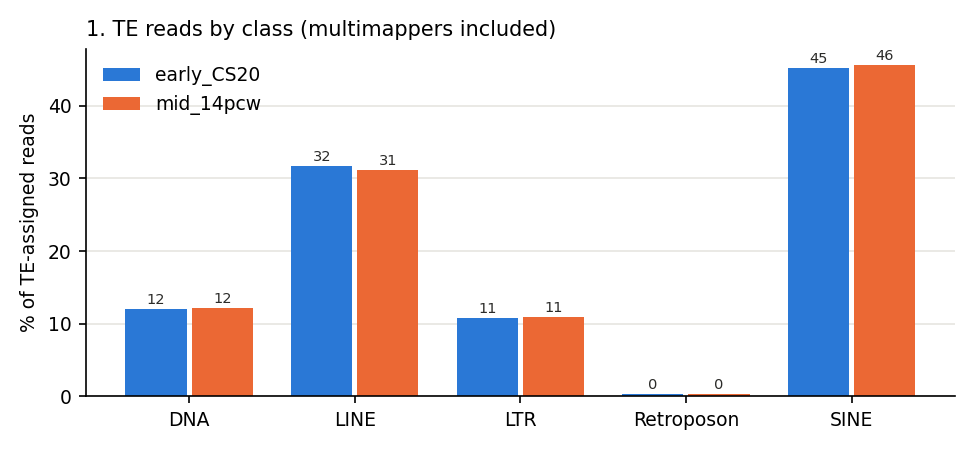 1. TE reads by class (multimappers included)
early_CS20
mid_14pcw
% of TE-assigned reads
40
30
20
10
0
12
12
32
31
11
11
0
0
45
46
DNA
LINE
LTR
Retroposon
SINE